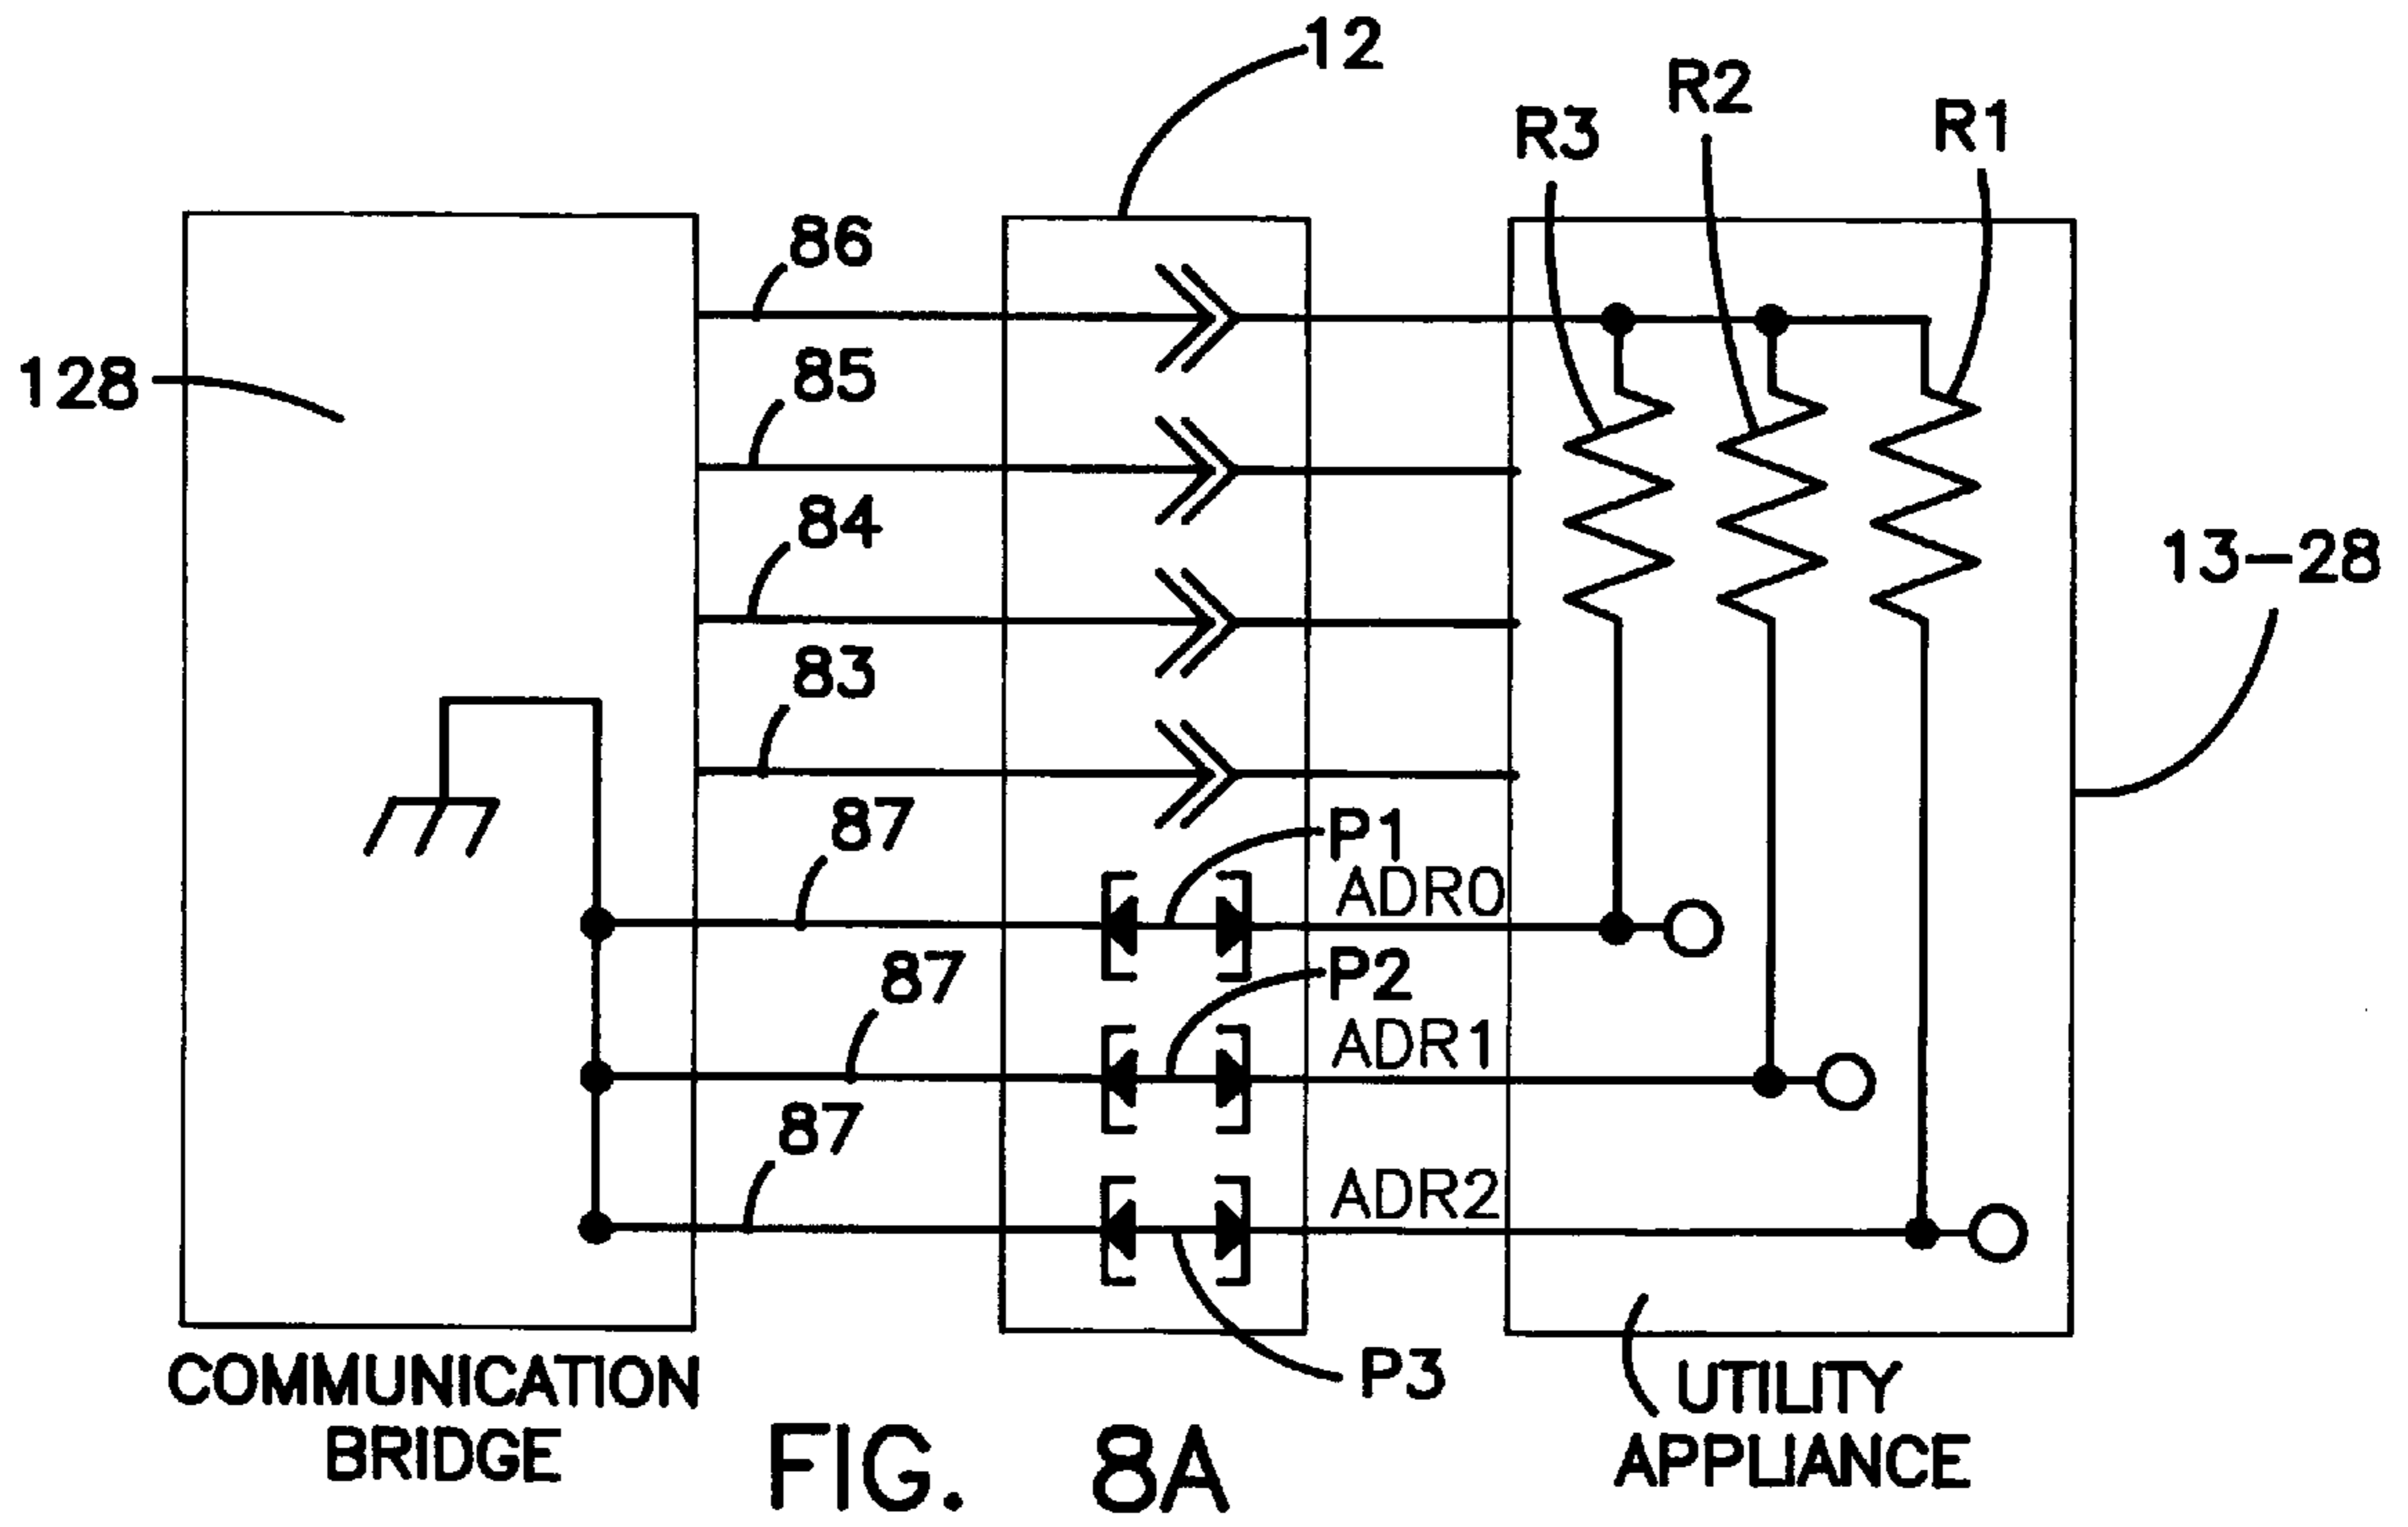 12
R3
R2
R1
86
128
85
84
13-28
83
87
P1
ADR0
87
P2
ADR1
87
ADR2
P3
COMMUNICATION
BRIDGE
UTILITY
APPLIANCE
FIG. 8A